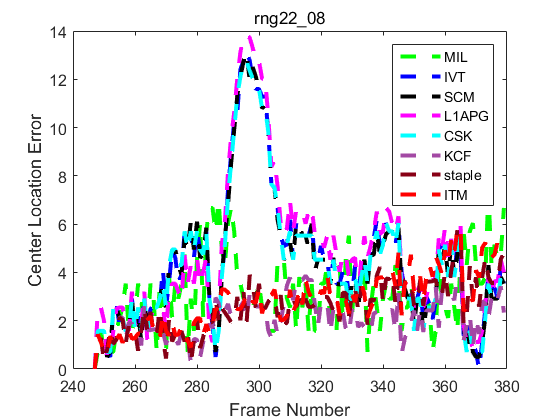 rng22_08
Center Location Error
14
12
10
8
6
4
2
0
MIL
IVT
SCM
L1APG
CSK
KCF
staple
ITM
240 260 280 300 320 340 360 380
Frame Number